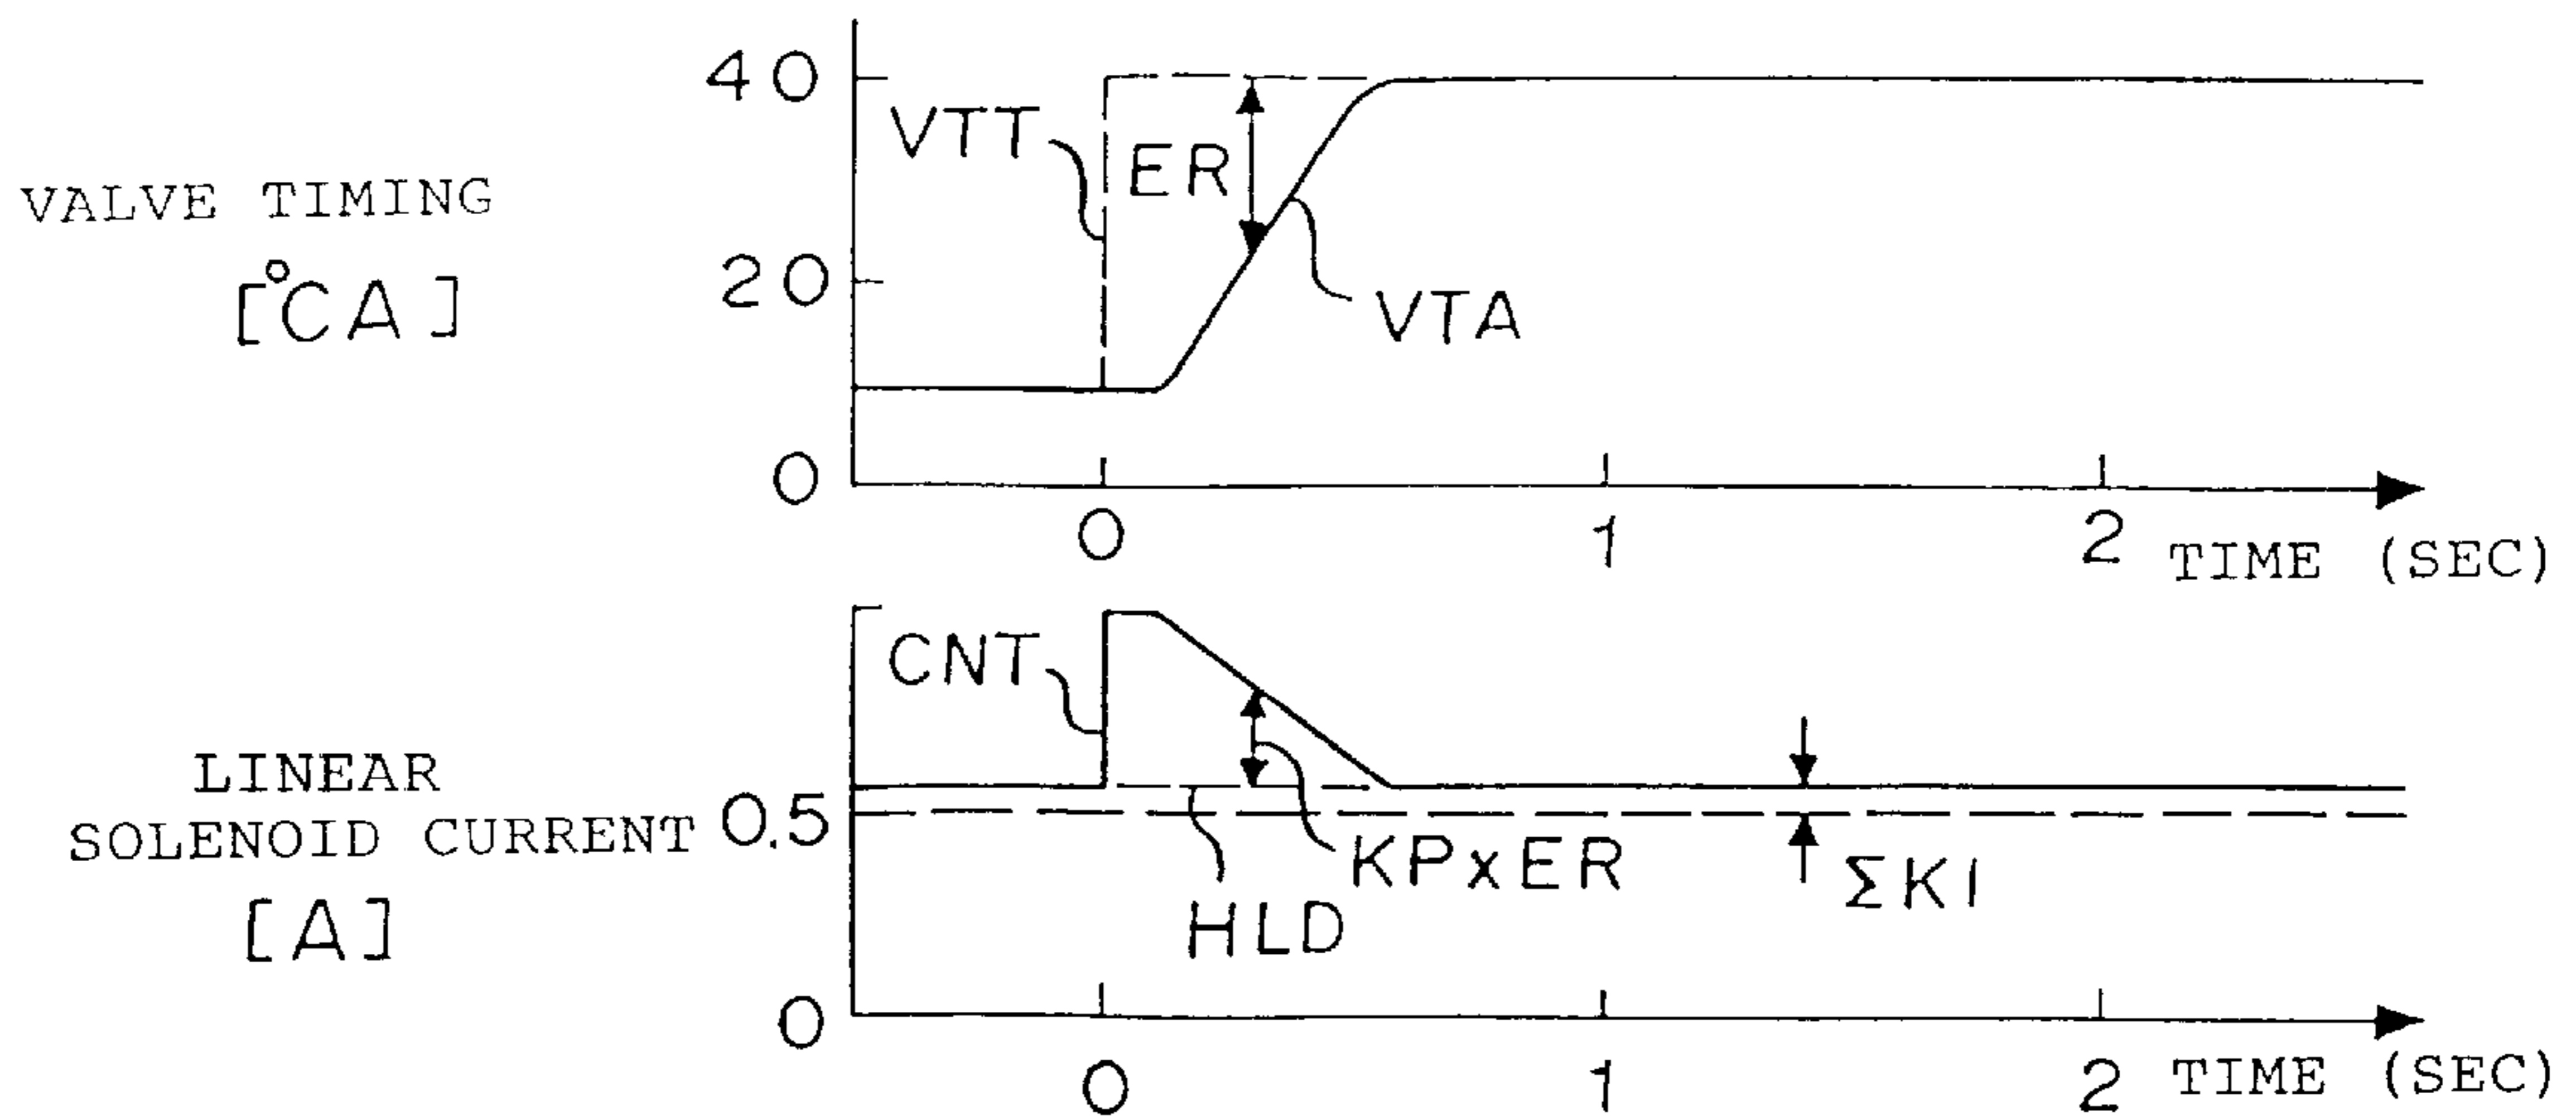 40
VTT
ER
VALVE TIMING
[°CA]
20
VTA
0
0
1
2
TIME (SEC)
CNT
LINEAR
SOLENOID CURRENT
[A]
0.5
KPxER
HLD
ΣKI
0
0
1
2
TIME (SEC)